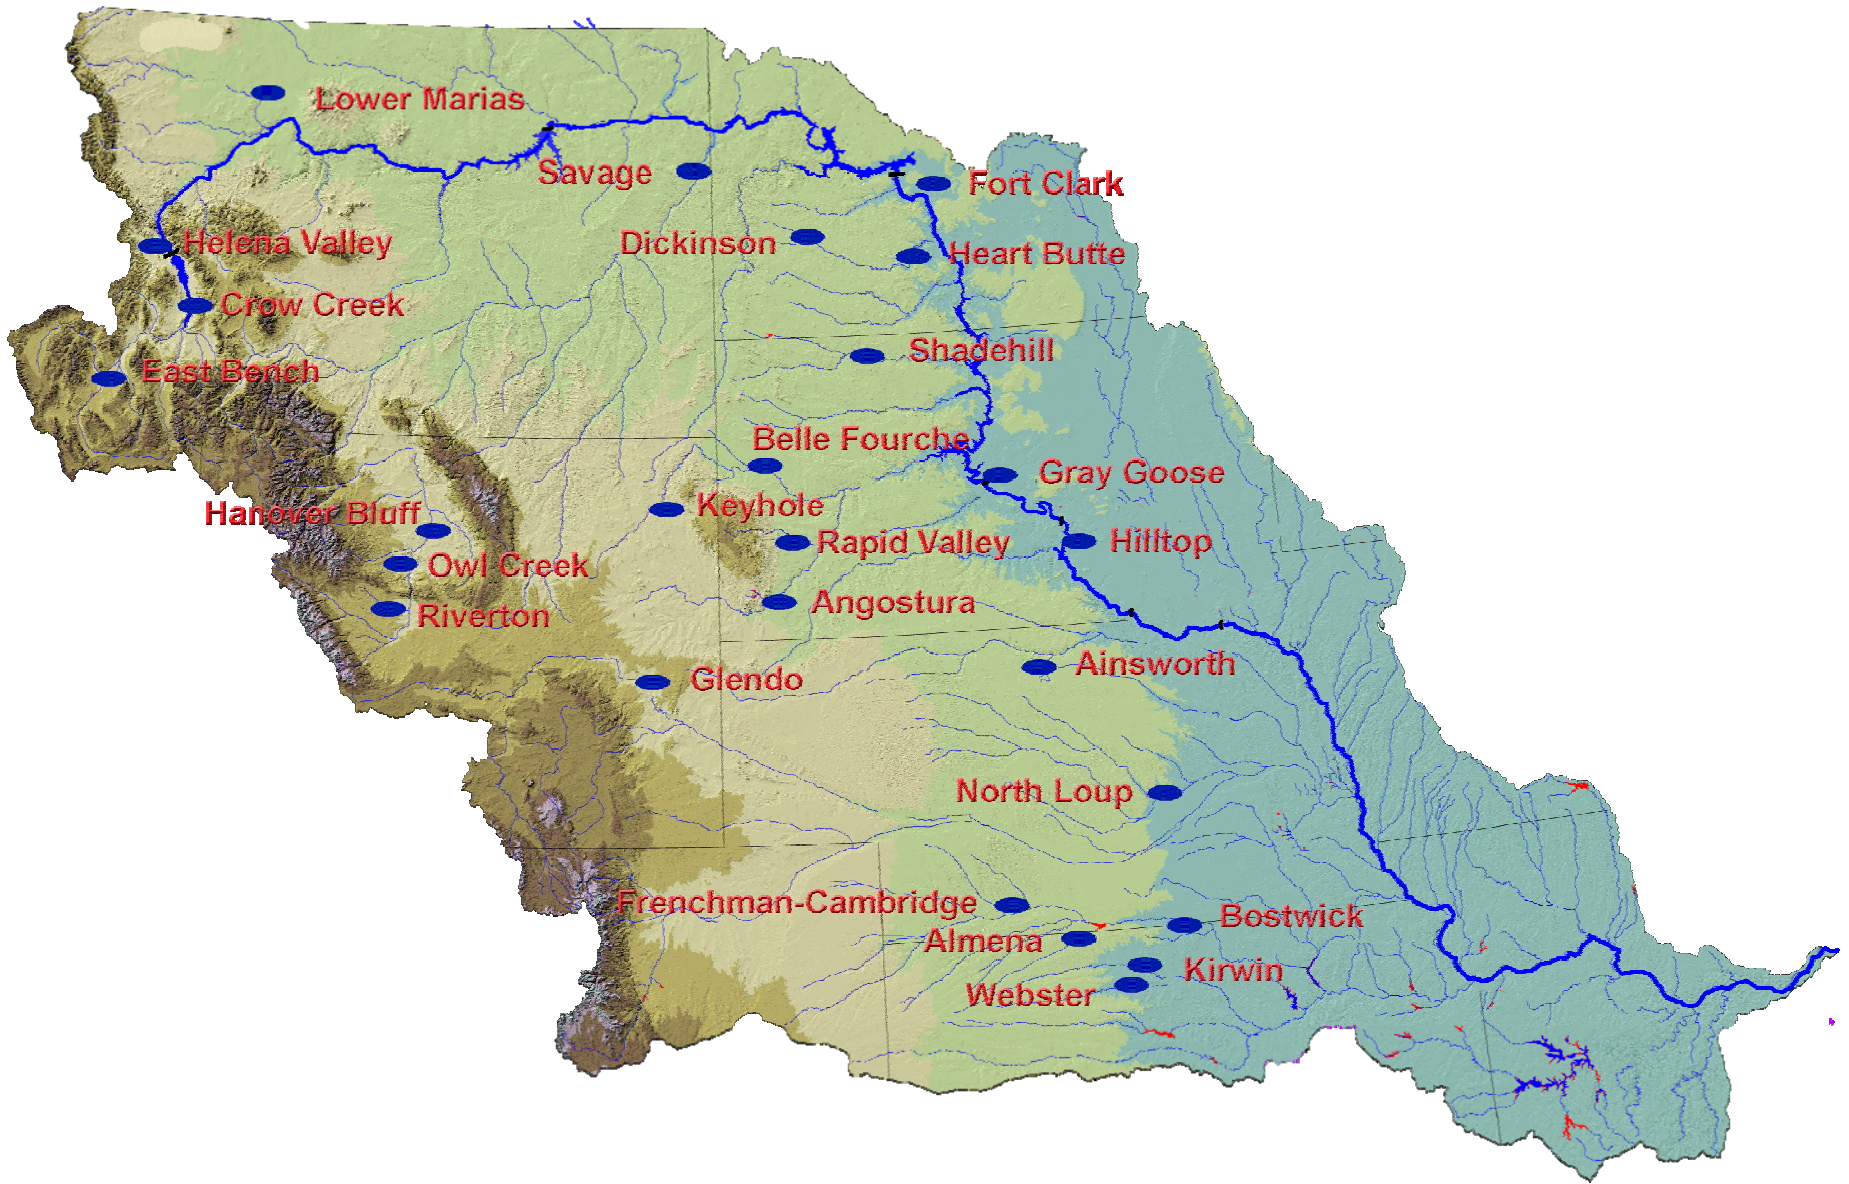 Lower Marias
Savage
Fort Clark
Helena Valley
Dickinson
Heart Butte
Crow Creek
Shadehill
East Bench
Belle Fourche
Gray Goose
Keyhole
Hanover Bluff
Rapid Valley
Hilltop
Owl Creek
Angostura
Riverton
Ainsworth
Glendo
North Loup
Frenchman-Cambridge
Bostwick
Almena
Kirwin
Webster